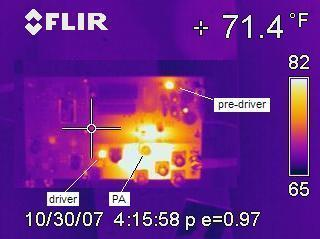 FLIR
71.4 °F
82
pre-driver
65
driver
PA
10/30/07 4:15:58 p e=0.97